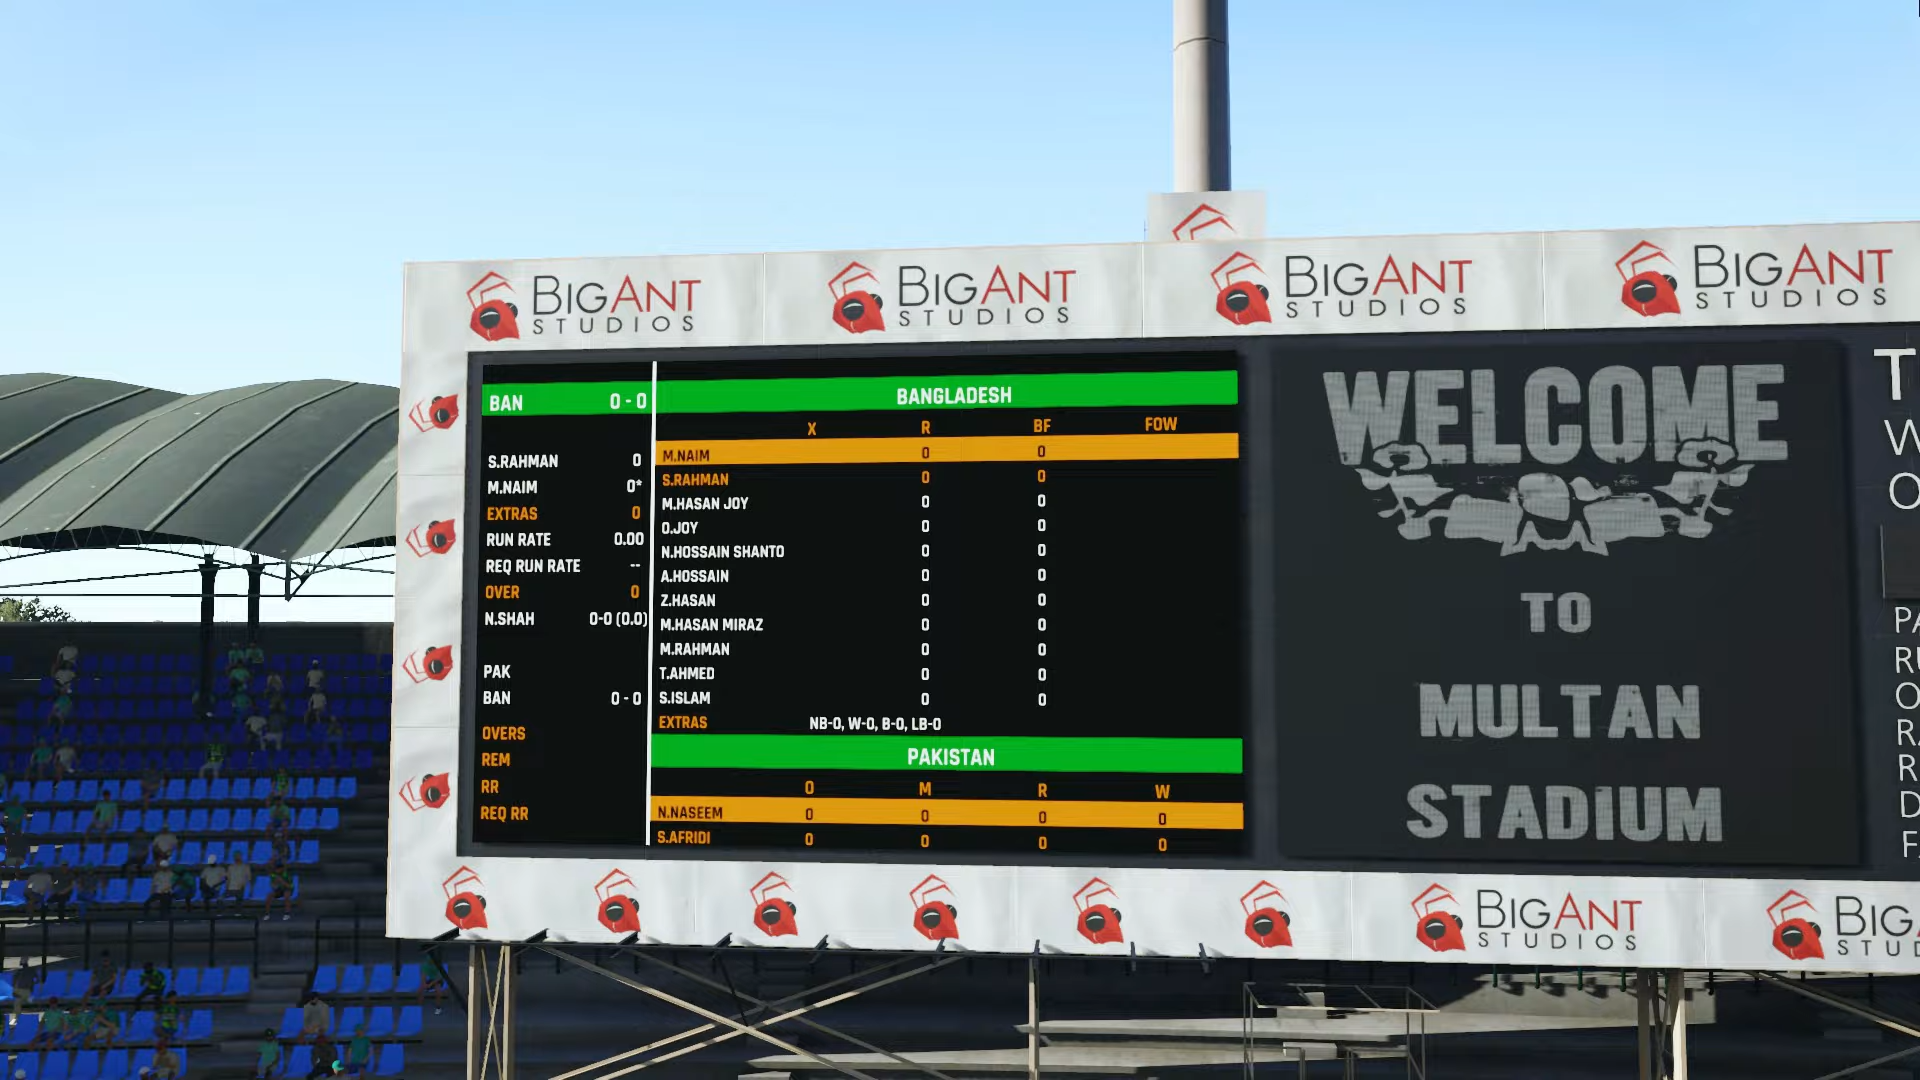 BIGANT
STUDIOS
BIGANT
STUDIOS
BIGANT
STUDIOS
BIGANT
STUDIOS
BAN 0 - 0
S.RAHMAN 0
M.NAIM 0*
EXTRAS 0
RUN RATE 0.00
REQ RUN RATE --
OVER 0
N.SHAH 0-0 (0.0)
PAK
BAN 0 - 0
OVERS
REM
RR
REQ RR
BANGLADESH
X R BF FOW
M.NAIM 0 0
S.RAHMAN 0 0
M.HASAN JOY 0 0
O.JOY 0 0
N.HOSSAIN SHANTO 0 0
A.HOSSAIN 0 0
Z.HASAN 0 0
M.HASAN MIRAZ 0 0
M.RAHMAN 0 0
T.AHMED 0 0
S.ISLAM 0 0
EXTRAS NB-0, W-0, B-0, LB-0
PAKISTAN
O M R W
N.NASEEM 0 0 0 0
S.AFRIDI 0 0 0 0
WELCOME
TO
MULTAN
STADIUM
BIGANT
STUDIOS